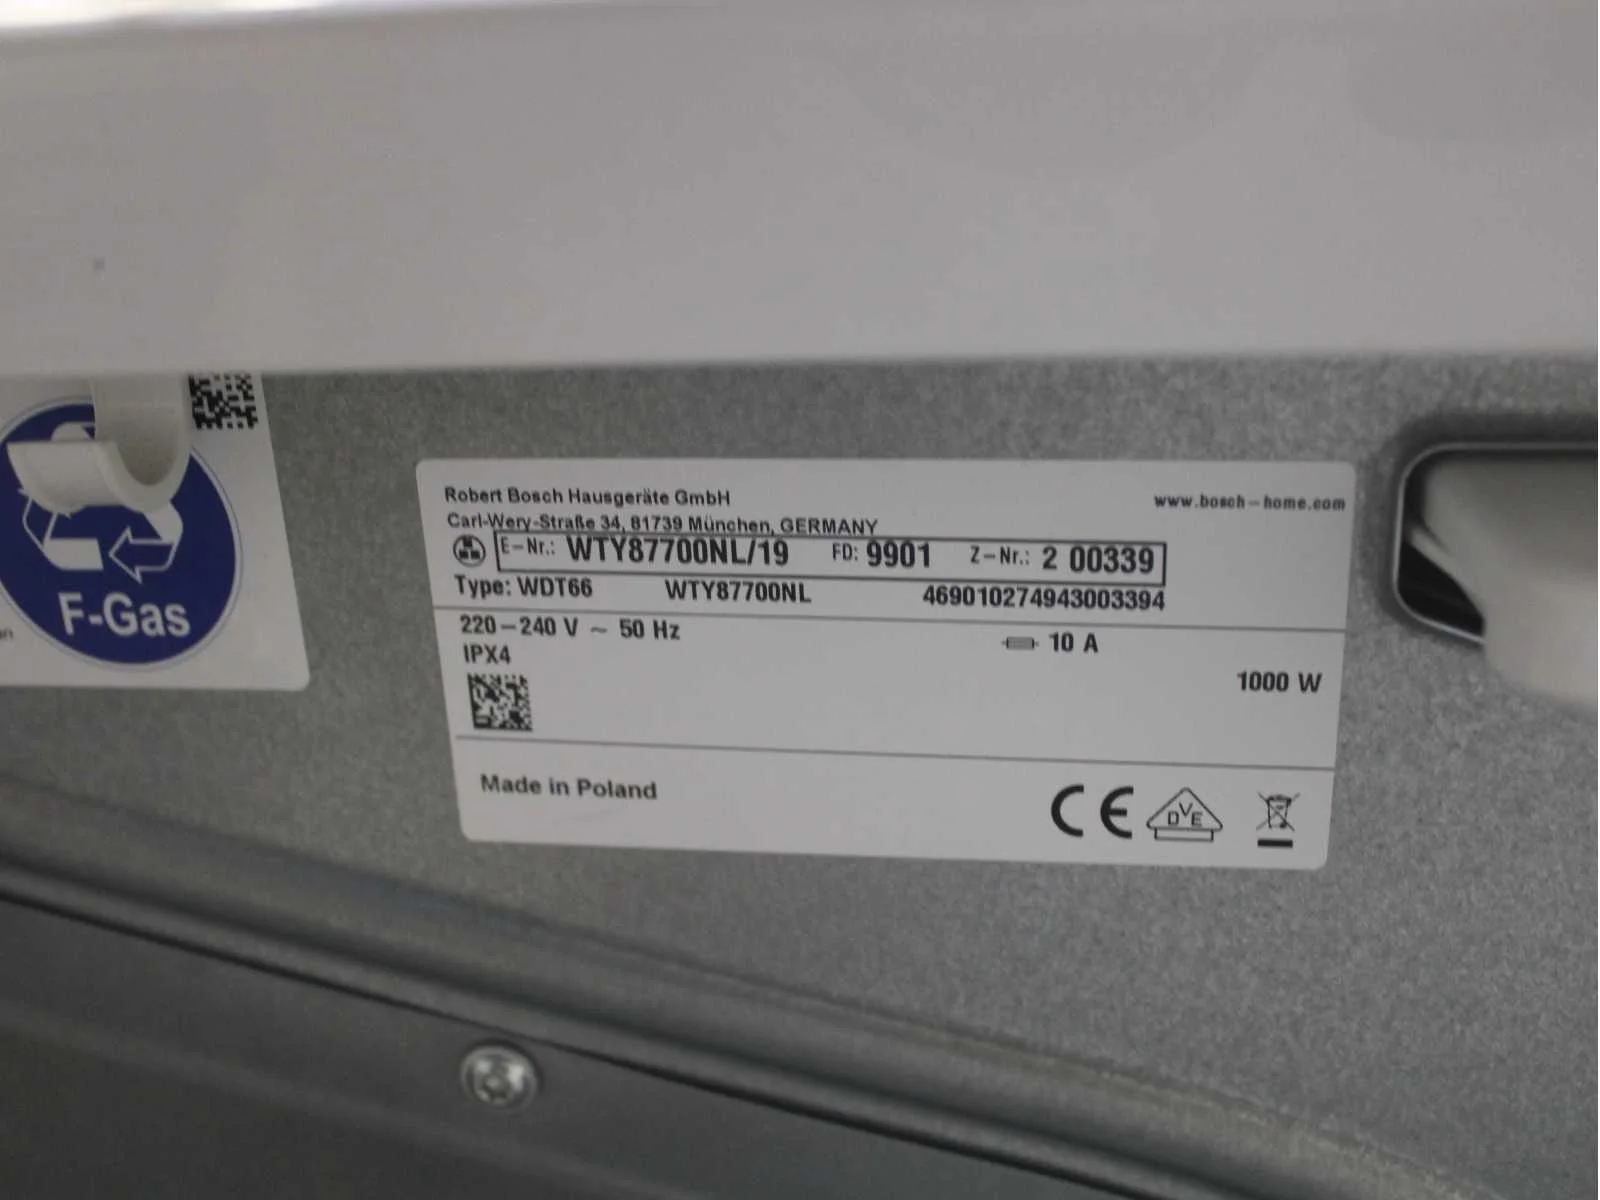 Robert Bosch Hausgeräte GmbH
www.bosch-home.com
Carl-Wery-Straße 34, 81739 München, GERMANY
E-Nr.: WTY87700NL/19 FD: 9901 Z-Nr.: 2 00339
Type: WDT66 WTY87700NL 469010274943003394
220-240 V ~ 50 Hz
10 A
IPX4
1000 W
Made in Poland
CE
DVE
F-Gas